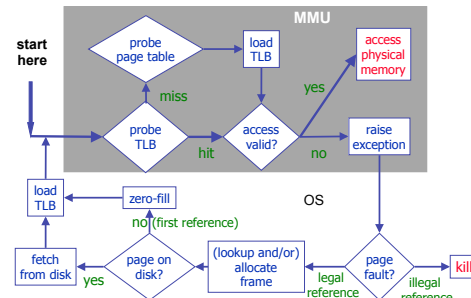 MMU
start
here
probe
page table
load
TLB
access
physical
memory
yes
miss
probe
TLB
hit
access
valid?
no
raise
exception
OS
load
TLB
zero-fill
no (first reference)
fetch
from disk
yes
page on
disk?
(lookup and/or)
allocate
frame
legal
reference
page
fault?
illegal
reference
kill